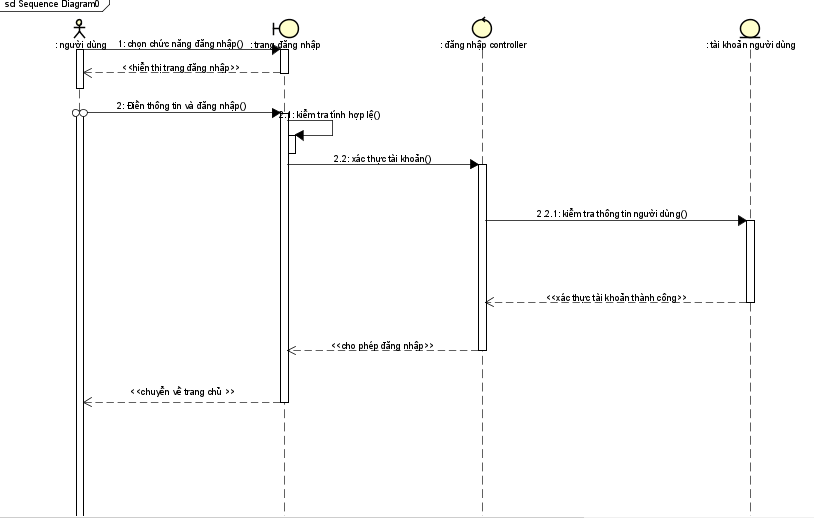 sd Sequence Diagram0
: người dùng
: trang đăng nhập
: đăng nhập controller
: tài khoản người dùng
1: chọn chức năng đăng nhập()
<<hiển thị trang đăng nhập>>
2: Điền thông tin và đăng nhập()
2.1: kiểm tra tính hợp lệ()
2.2: xác thực tài khoản()
2.2.1: kiểm tra thông tin người dùng()
<<xác thực tài khoản thành công>>
<<cho phép đăng nhập>>
<<chuyển về trang chủ >>